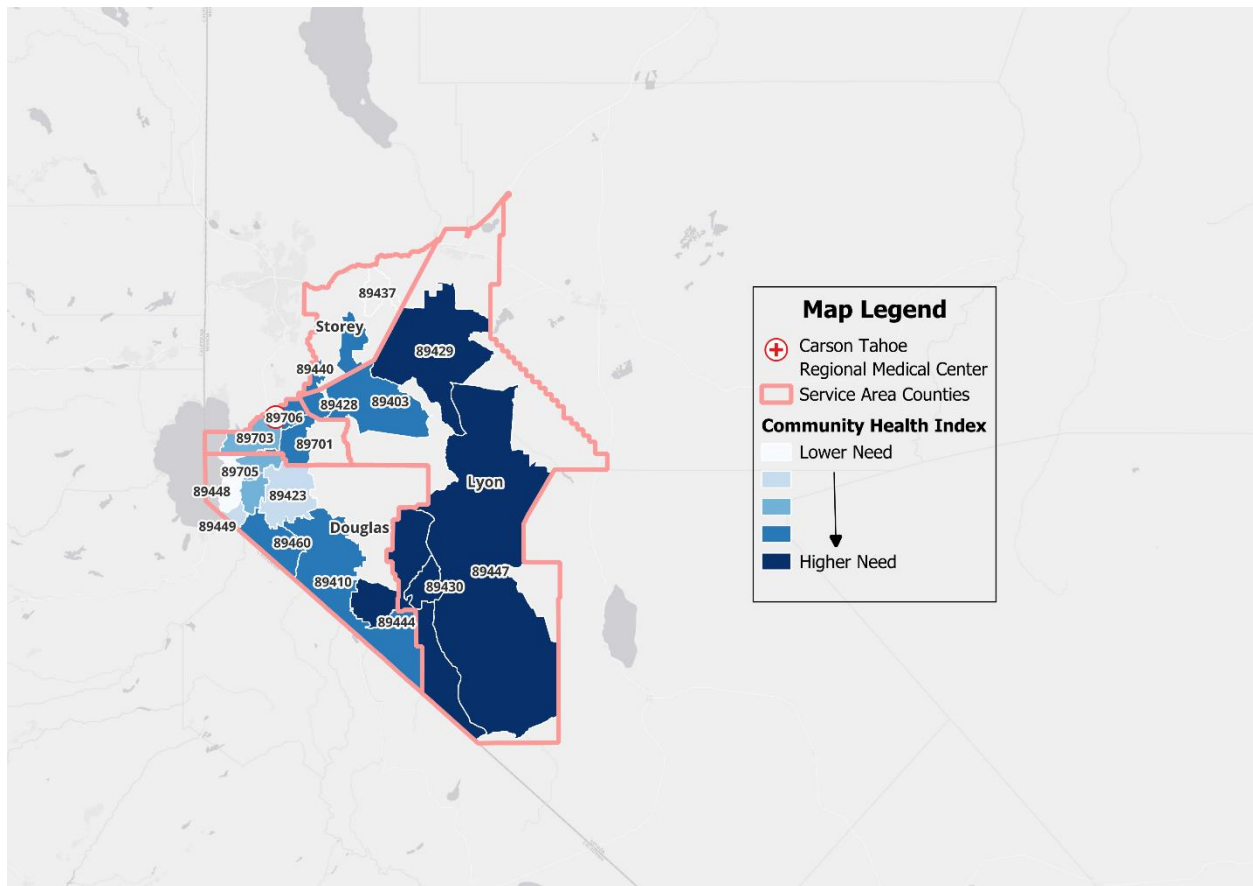 89437
Storey
89429
89440
89403
89428
89706
89703
89701
89705
Lyon
89448
89423
89449
Douglas
89460
89447
89410
89430
89444
Map Legend
Carson Tahoe
Regional Medical Center
Service Area Counties
Community Health Index
Lower Need
Higher Need